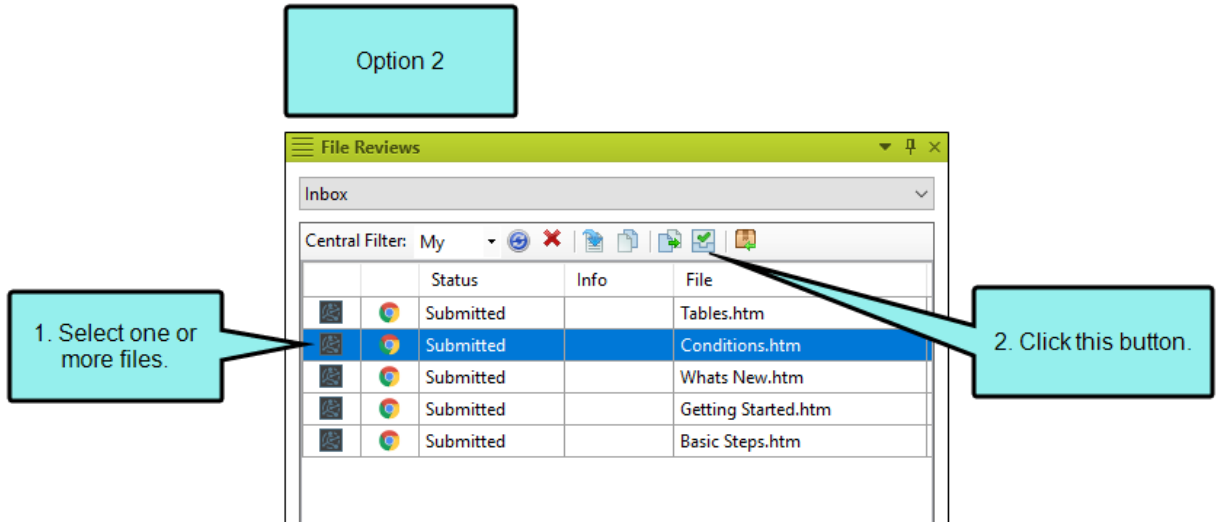 Option 2
File Reviews
Inbox
Central Filter: My
Status Info File
Submitted Tables.htm
Submitted Conditions.htm
Submitted Whats New.htm
Submitted Getting Started.htm
Submitted Basic Steps.htm
1. Select one or
more files.
2. Click this button.